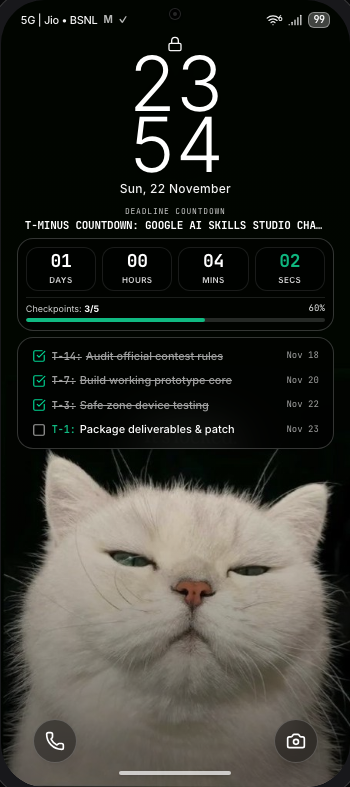 5G | Jio • BSNL M
6
99
23
54
Sun, 22 November
DEADLINE COUNTDOWN
T-MINUS COUNTDOWN: GOOGLE AI SKILLS STUDIO CHA…
01 00 04 02
DAYS HOURS MINS SECS
Checkpoints: 3/5 60%
T-14: Audit official contest rules Nov 18
T-7: Build working prototype core Nov 20
T-3: Safe zone device testing Nov 22
T-1: Package deliverables & patch Nov 23